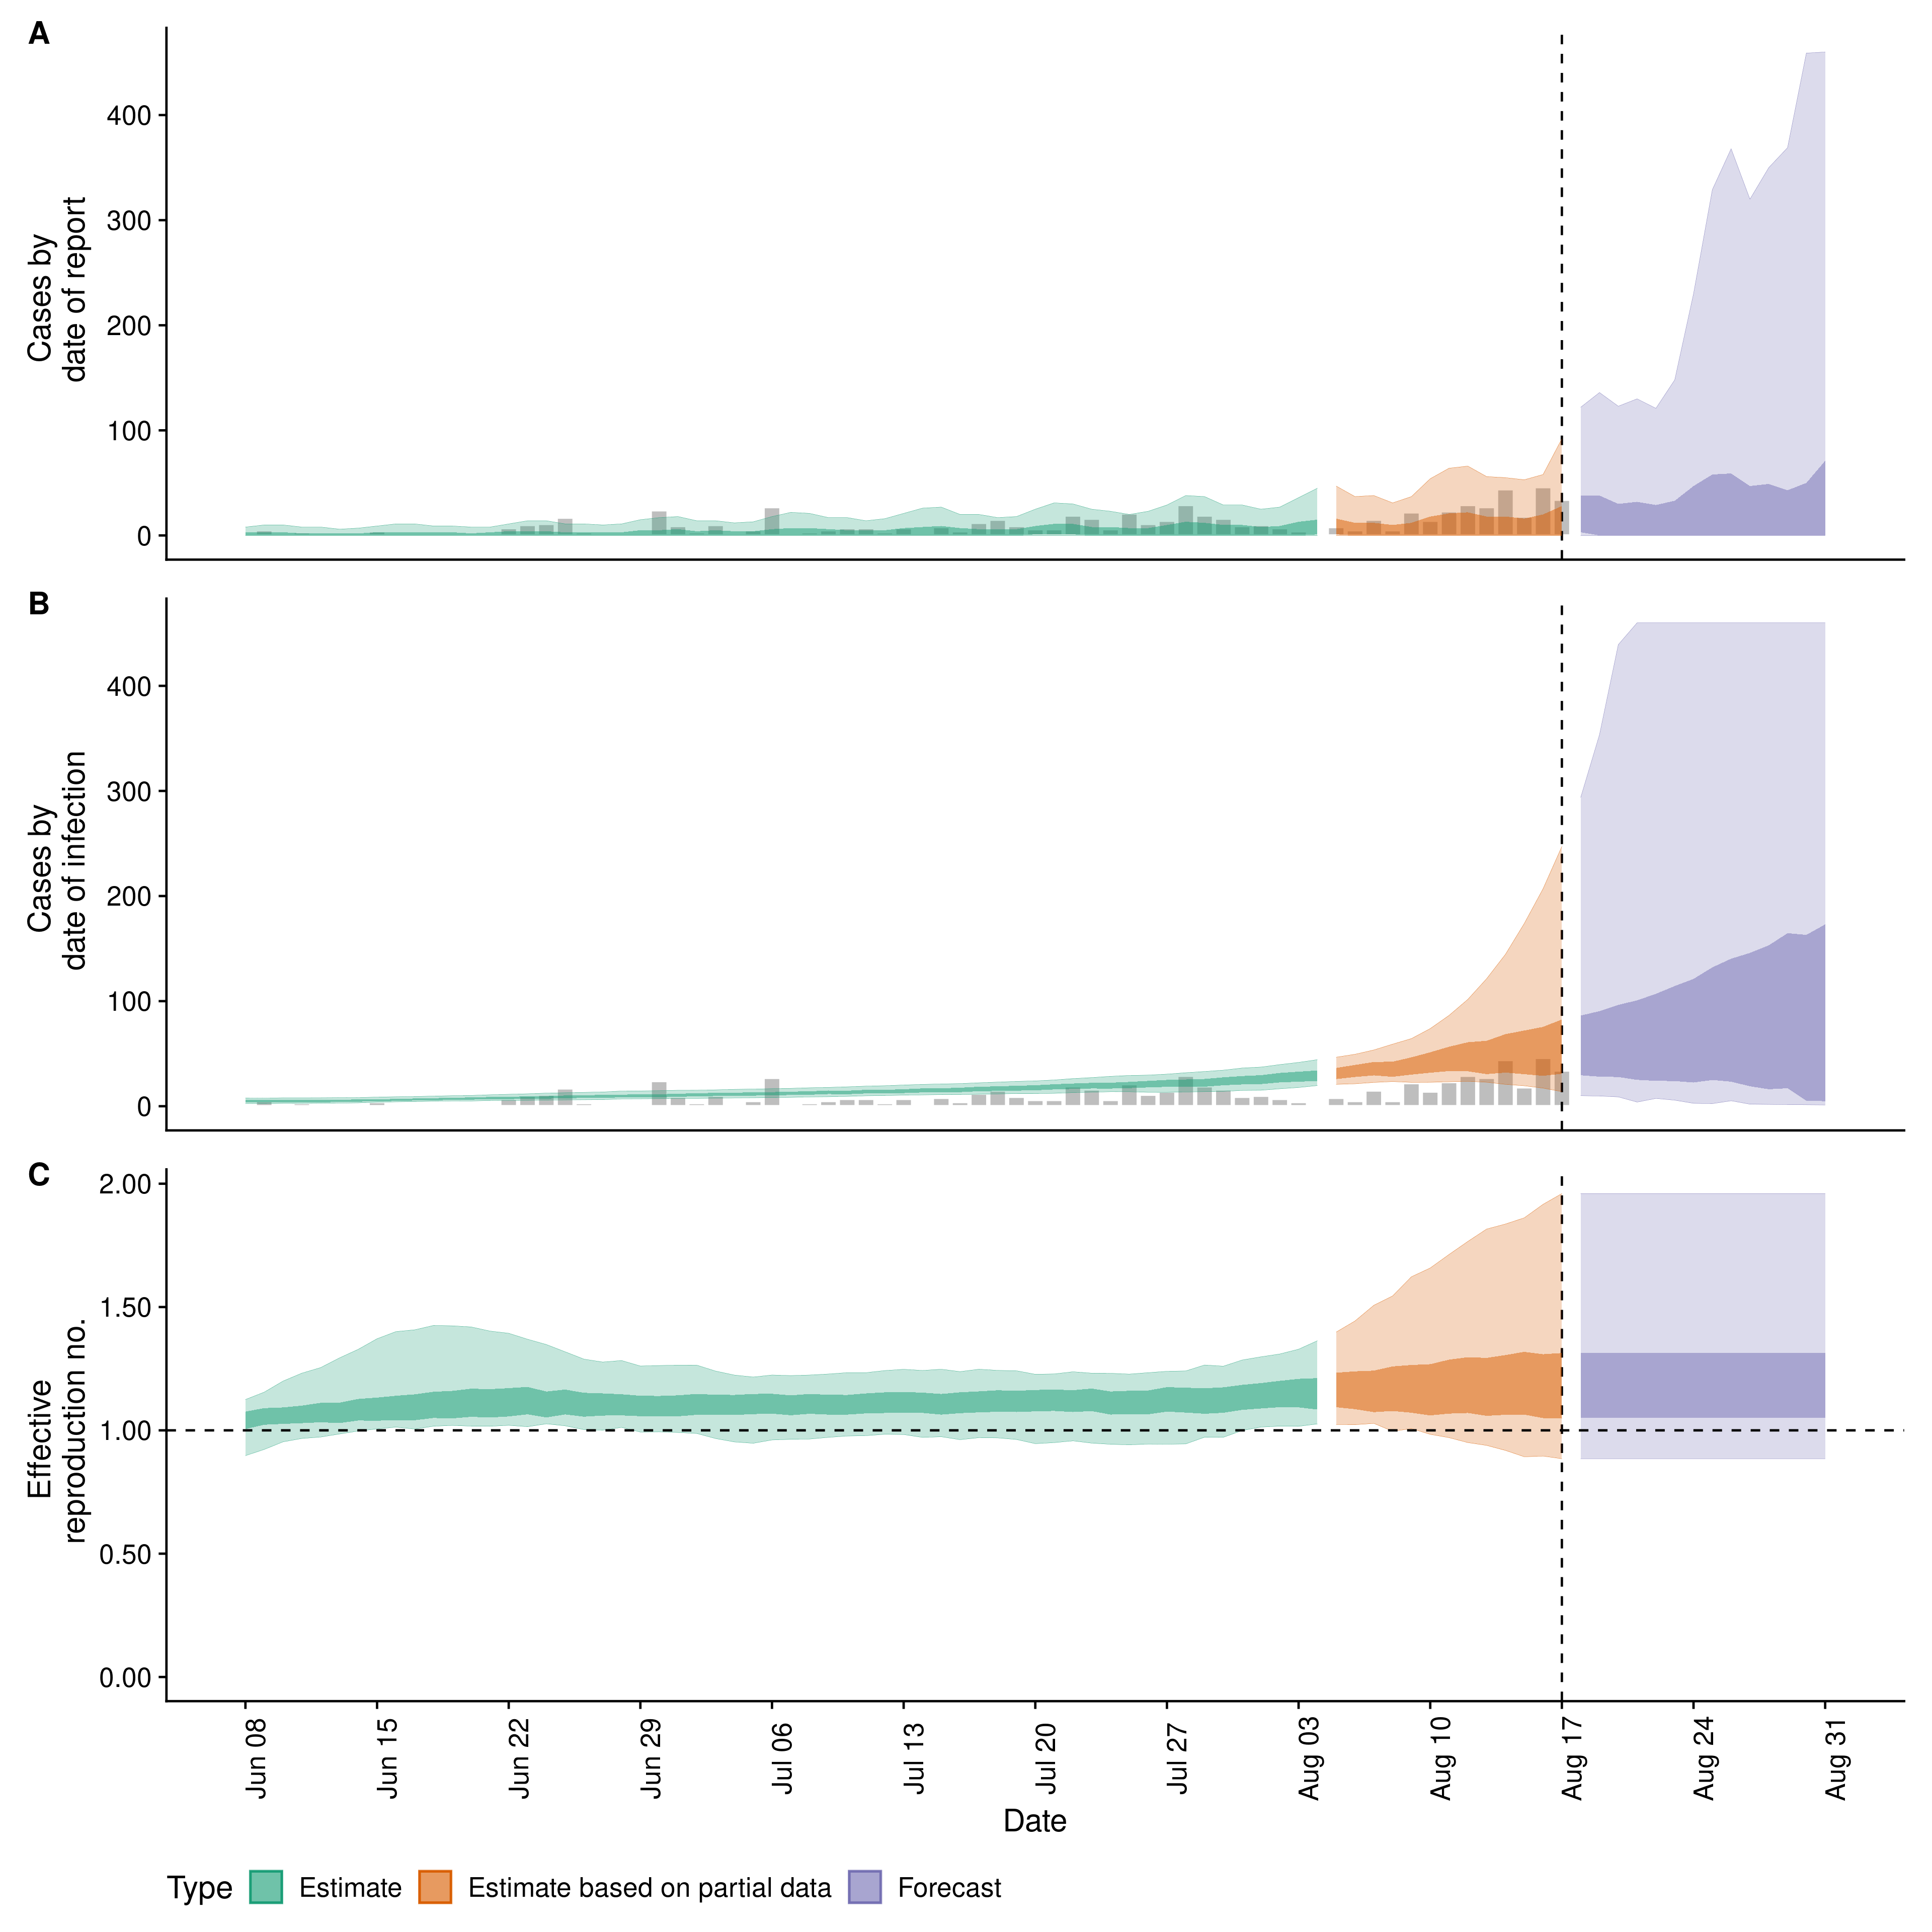 A
Cases by
date of report
400
300
200
100
0
B
Cases by
date of infection
400
300
200
100
0
C
Effective
reproduction no.
2.00
1.50
1.00
0.50
0.00
Jun 08
Jun 15
Jun 22
Jun 29
Jul 06
Jul 13
Jul 20
Jul 27
Aug 03
Aug 10
Aug 17
Aug 24
Aug 31
Date
Type Estimate Estimate based on partial data Forecast